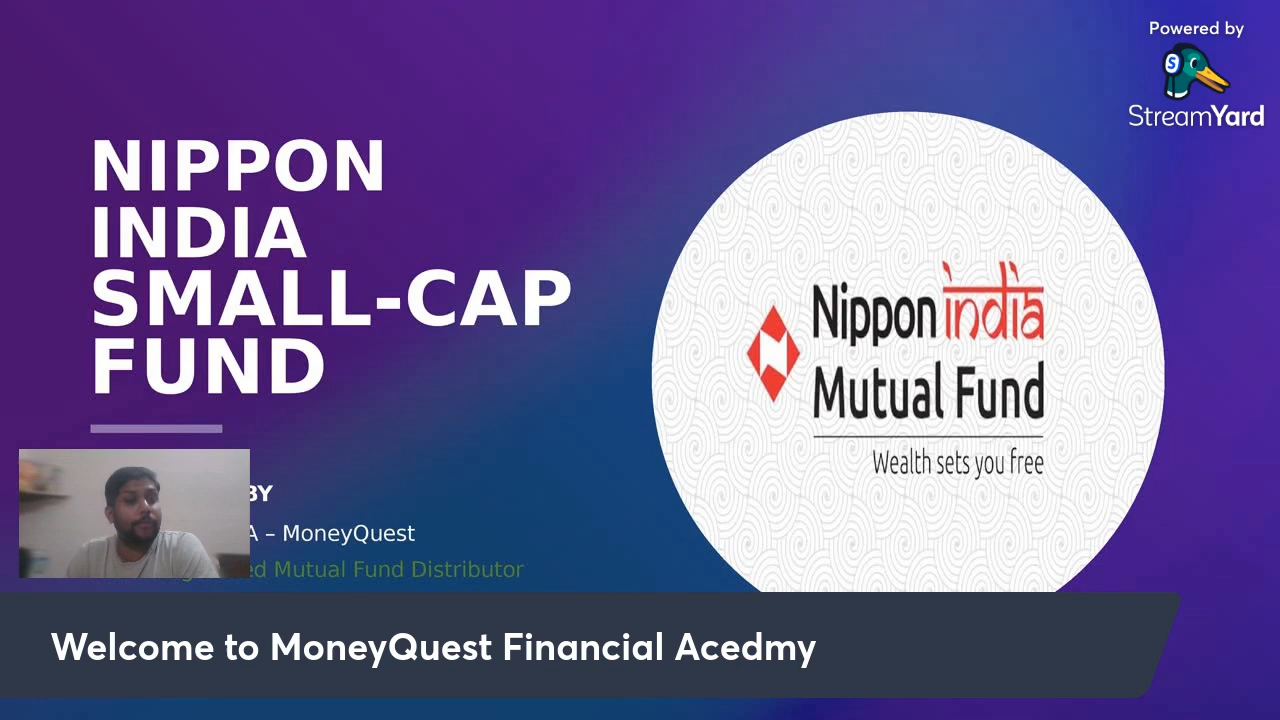 Powered by
StreamYard
NIPPON
INDIA
SMALL-CAP
FUND
Nippon india
Mutual Fund
Wealth sets you free
BY
– MoneyQuest
Mutual Fund Distributor
Welcome to MoneyQuest Financial Acedmy